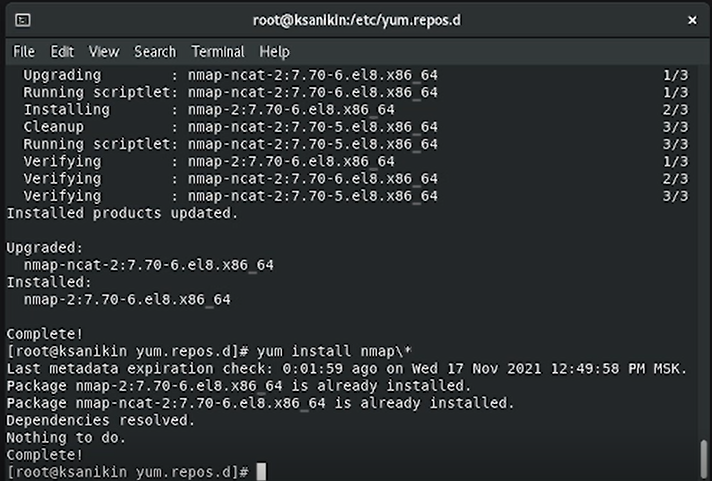 root@ksanikin:/etc/yum.repos.d
File Edit View Search Terminal Help
Upgrading : nmap-ncat-2:7.70-6.el8.x86_64 1/3
Running scriptlet: nmap-ncat-2:7.70-6.el8.x86_64 1/3
Installing : nmap-2:7.70-6.el8.x86_64 2/3
Cleanup : nmap-ncat-2:7.70-5.el8.x86_64 3/3
Running scriptlet: nmap-ncat-2:7.70-5.el8.x86_64 3/3
Verifying : nmap-2:7.70-6.el8.x86_64 1/3
Verifying : nmap-ncat-2:7.70-6.el8.x86_64 2/3
Verifying : nmap-ncat-2:7.70-5.el8.x86_64 3/3
Installed products updated.
Upgraded:
nmap-ncat-2:7.70-6.el8.x86_64
Installed:
nmap-2:7.70-6.el8.x86_64
Complete!
[root@ksanikin yum.repos.d]# yum install nmap\*
Last metadata expiration check: 0:01:59 ago on Wed 17 Nov 2021 12:49:58 PM MSK.
Package nmap-2:7.70-6.el8.x86_64 is already installed.
Package nmap-ncat-2:7.70-6.el8.x86_64 is already installed.
Dependencies resolved.
Nothing to do.
Complete!
[root@ksanikin yum.repos.d]#